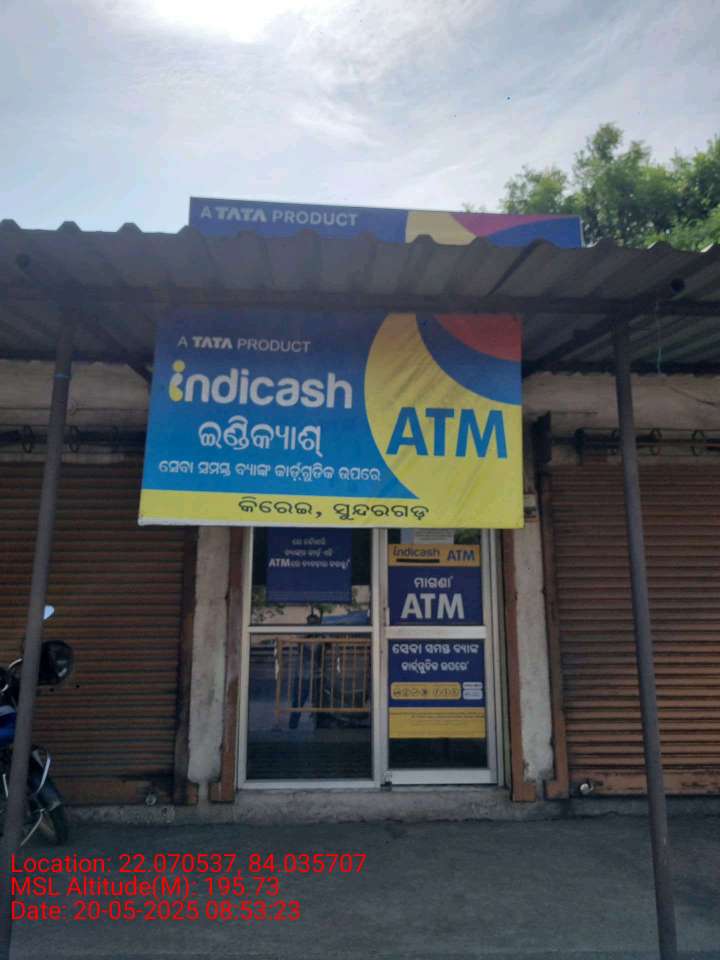 A TATA PRODUCT
A TATA PRODUCT
indicash
ATM
ଇଣ୍ଡିକ୍ୟାଶ୍
ସେବା ସମସ୍ତ ବ୍ୟାଙ୍କ କାର୍ଡ଼ଗୁଡିକ ଉପରେ
କିରେଇ, ସୁନ୍ଦରଗଡ଼
indicash ATM
ମାଗଣା
ATM
ସେବା ସମସ୍ତ ବ୍ୟାଙ୍କ
କାର୍ଡ଼ଗୁଡିକ ଉପରେ
Location: 22.070537, 84.035707
MSL Altitude(M): 195.73
Date: 20-05-2025 08:53:23